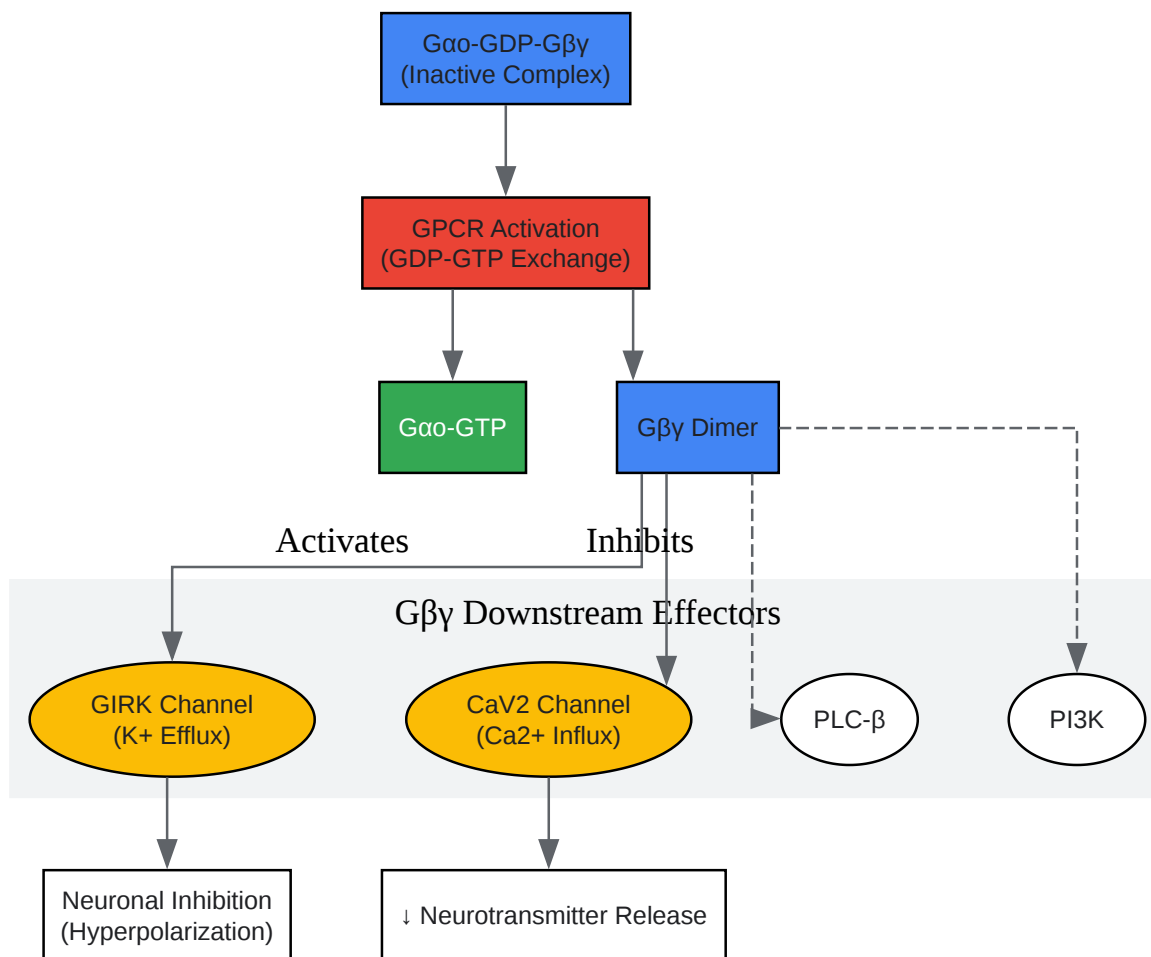 Gαo-GDP-Gβγ
(Inactive Complex)
GPCR Activation
(GDP-GTP Exchange)
Gαo-GTP
Gβγ Dimer
Activates
Inhibits
Gβγ Downstream Effectors
GIRK Channel
(K+ Efflux)
CaV2 Channel
(Ca2+ Influx)
PLC-β
PI3K
Neuronal Inhibition
(Hyperpolarization)
↓ Neurotransmitter Release